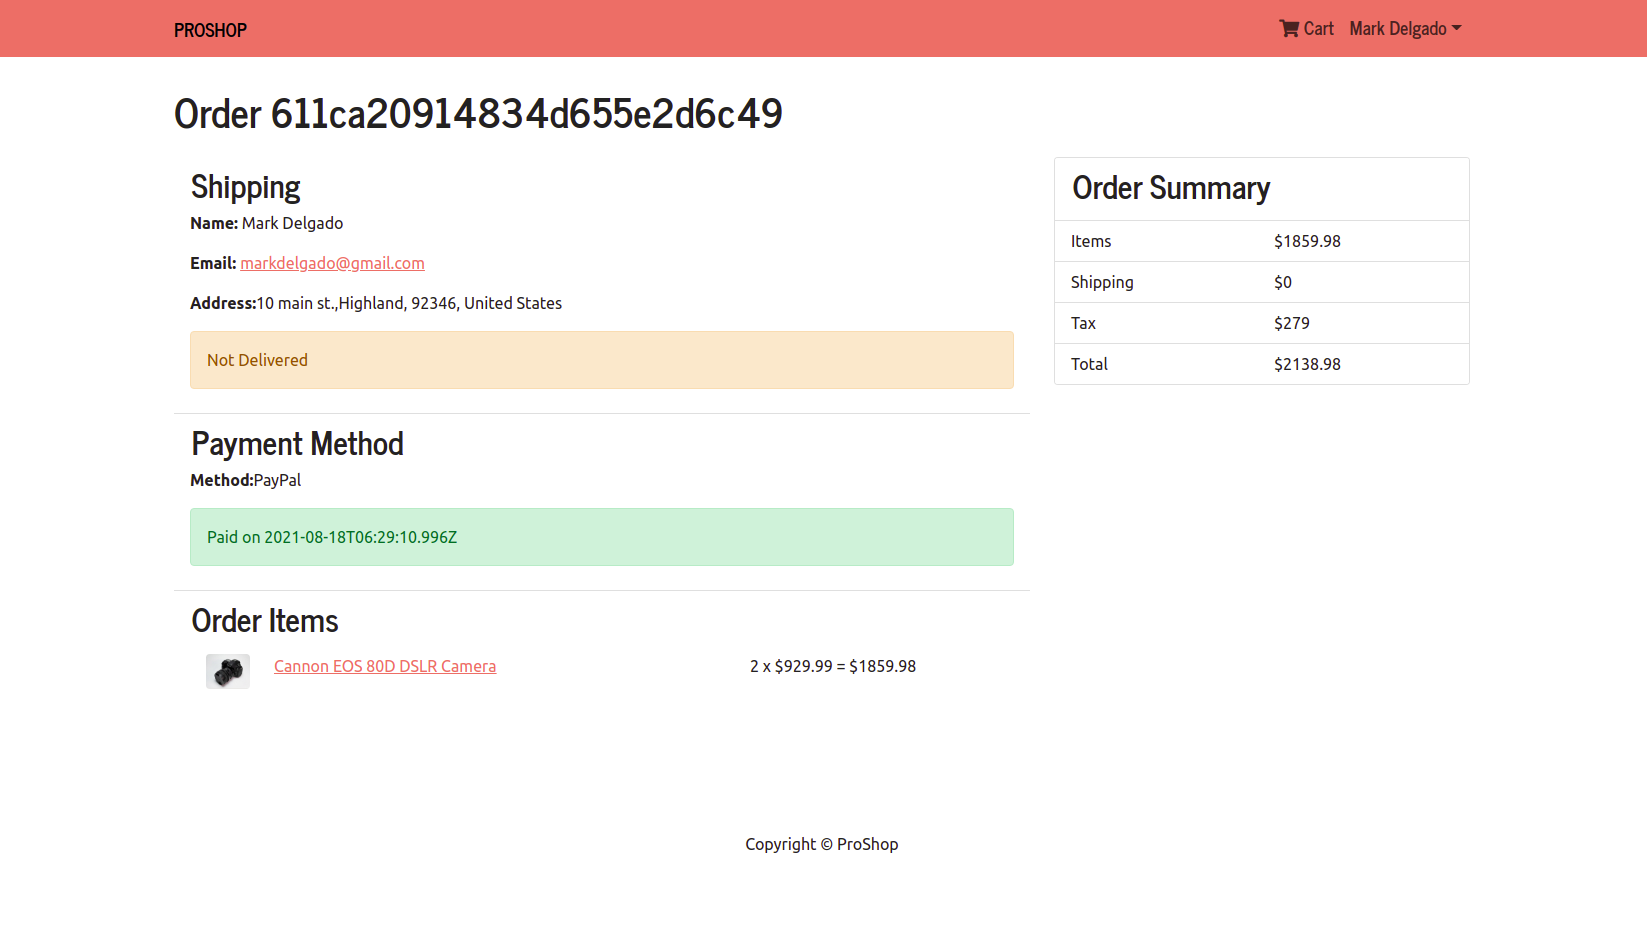 PROSHOP
Cart
Mark Delgado
Order 611ca20914834d655e2d6c49
Shipping
Name: Mark Delgado
Email: markdelgado@gmail.com
Address:10 main st.,Highland, 92346, United States
Not Delivered
Payment Method
Method:PayPal
Paid on 2021-08-18T06:29:10.996Z
Order Items
Cannon EOS 80D DSLR Camera
2 x $929.99 = $1859.98
Order Summary
Items $1859.98
Shipping $0
Tax $279
Total $2138.98
Copyright © ProShop